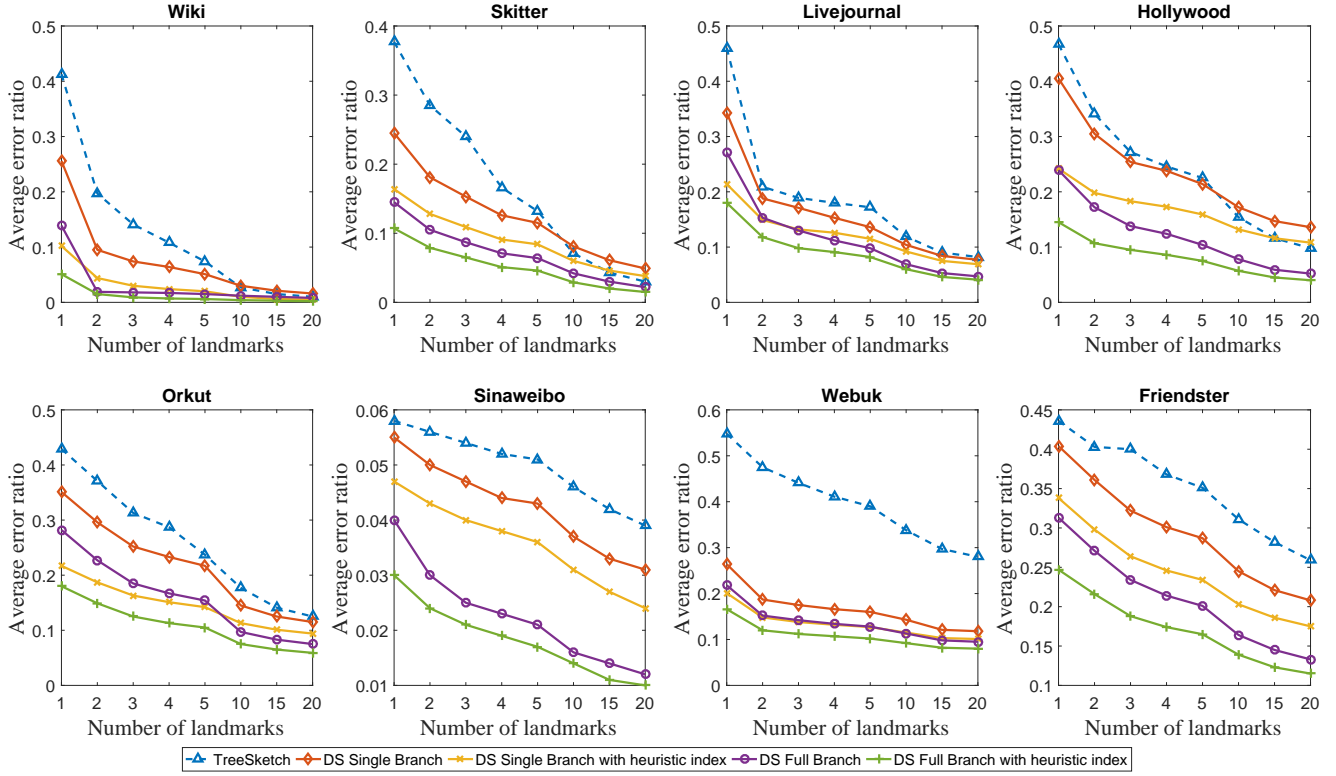 Wiki
Average error ratio
0.5
0.4
0.3
0.2
0.1
0
1 2 3 4 5 10 15 20
Number of landmarks
Skitter
Average error ratio
0.4
0.3
0.2
0.1
0
1 2 3 4 5 10 15 20
Number of landmarks
Livejournal
Average error ratio
0.5
0.4
0.3
0.2
0.1
0
1 2 3 4 5 10 15 20
Number of landmarks
Hollywood
Average error ratio
0.5
0.4
0.3
0.2
0.1
0
1 2 3 4 5 10 15 20
Number of landmarks
Orkut
Average error ratio
0.5
0.4
0.3
0.2
0.1
0
1 2 3 4 5 10 15 20
Number of landmarks
Sinaweibo
Average error ratio
0.06
0.05
0.04
0.03
0.02
0.01
1 2 3 4 5 10 15 20
Number of landmarks
Webuk
Average error ratio
0.6
0.5
0.4
0.3
0.2
0.1
0
1 2 3 4 5 10 15 20
Number of landmarks
Friendster
Average error ratio
0.45
0.4
0.35
0.3
0.25
0.2
0.15
0.1
1 2 3 4 5 10 15 20
Number of landmarks
TreeSketch DS Single Branch DS Single Branch with heuristic index DS Full Branch DS Full Branch with heuristic index